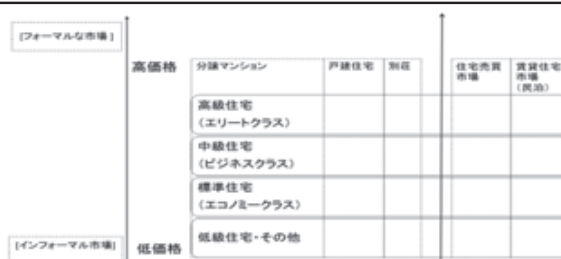 [フォーマルな市場]
高価格
分譲マンション
戸建住宅
別荘
住宅売買
市場
賃貸住宅
市場
(民泊)
高級住宅
(エリートクラス)
中級住宅
(ビジネスクラス)
標準住宅
(エコノミークラス)
低級住宅・その他
[インフォーマル市場]
低価格